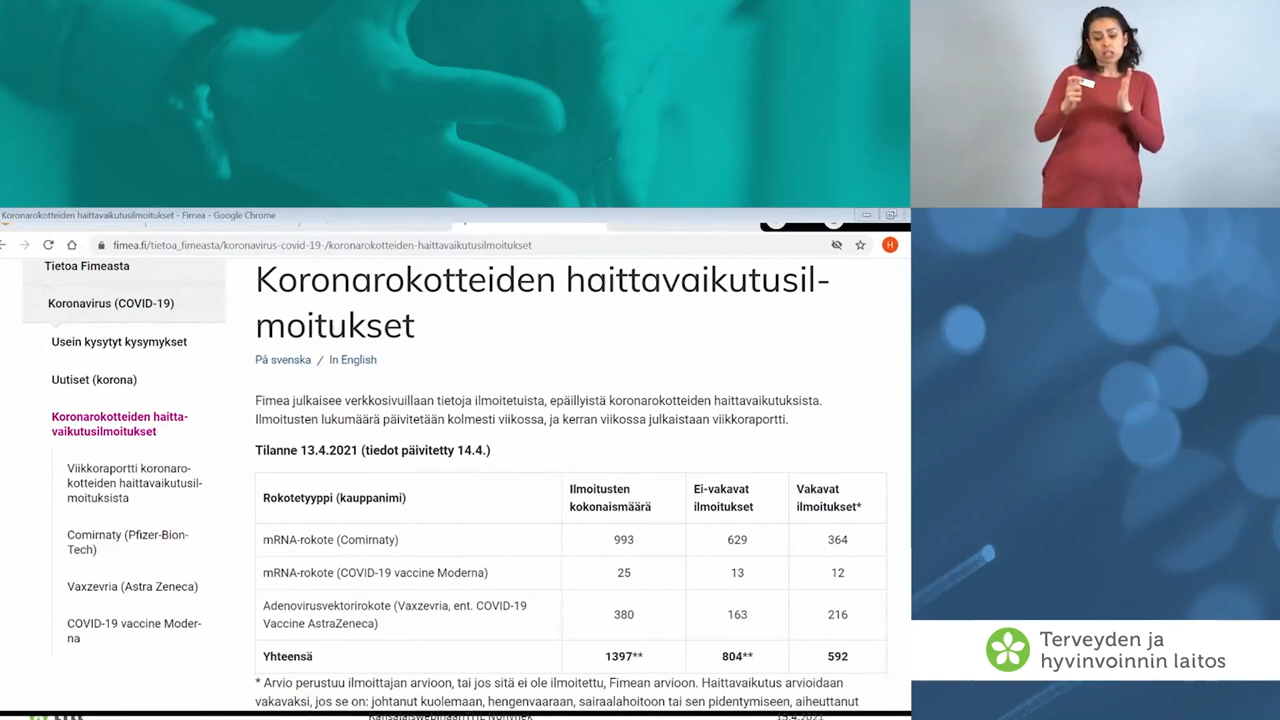 Koronarokotteiden haittavaikutusilmoitukset - Fimea - Google Chrome
fimea.fi/tietoa_fimeasta/koronavirus-covid-19-/koronarokotteiden-haittavaikutusilmoitukset
H
Tietoa Fimeasta
Koronavirus (COVID-19)
Usein kysytyt kysymykset
Uutiset (korona)
Koronarokotteiden haitta-
vaikutusilmoitukset
Viikkoraportti koronaro-
kotteiden haittavaikutusil-
moituksista
Comirnaty (Pfizer-Bion-
Tech)
Vaxzevria (Astra Zeneca)
COVID-19 vaccine Moder-
na
Koronarokotteiden haittavaikutusil-
moitukset
På svenska / In English
Fimea julkaisee verkkosivuillaan tietoja ilmoitetuista, epäillyistä koronarokotteiden haittavaikutuksista.
Ilmoitusten lukumäärä päivitetään kolmesti viikossa, ja kerran viikossa julkaistaan viikkoraportti.
Tilanne 13.4.2021 (tiedot päivitetty 14.4.)
Rokotetyyppi (kauppanimi)
Ilmoitusten
kokonaismäärä
Ei-vakavat
ilmoitukset
Vakavat
ilmoitukset*
mRNA-rokote (Comirnaty) 993 629 364
mRNA-rokote (COVID-19 vaccine Moderna) 25 13 12
Adenovirusvektorirokote (Vaxzevria, ent. COVID-19
Vaccine AstraZeneca) 380 163 216
Yhteensä 1397** 804** 592
* Arvio perustuu ilmoittajan arvioon, tai jos sitä ei ole ilmoitettu, Fimean arvioon. Haittavaikutus arvioidaan
vakavaksi, jos se on: johtanut kuolemaan, hengenvaaraan, sairaalahoitoon tai sen pidentymiseen, aiheuttanut
15.4.2021
Terveyden ja
hyvinvoinnin laitos